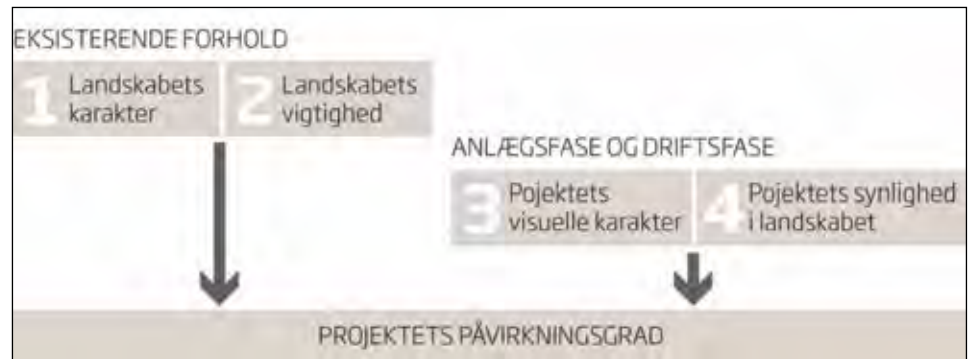 EKSISTERENDE FORHOLD
1 Landskabets
karakter
2 Landskabets
vigtighed
ANLÆGSFASE OG DRIFTSFASE
3 Pojektets
visuelle karakter
4 Pojektets synlighed
i landskabet
PROJEKTETS PÅVIRKNINGSGRAD